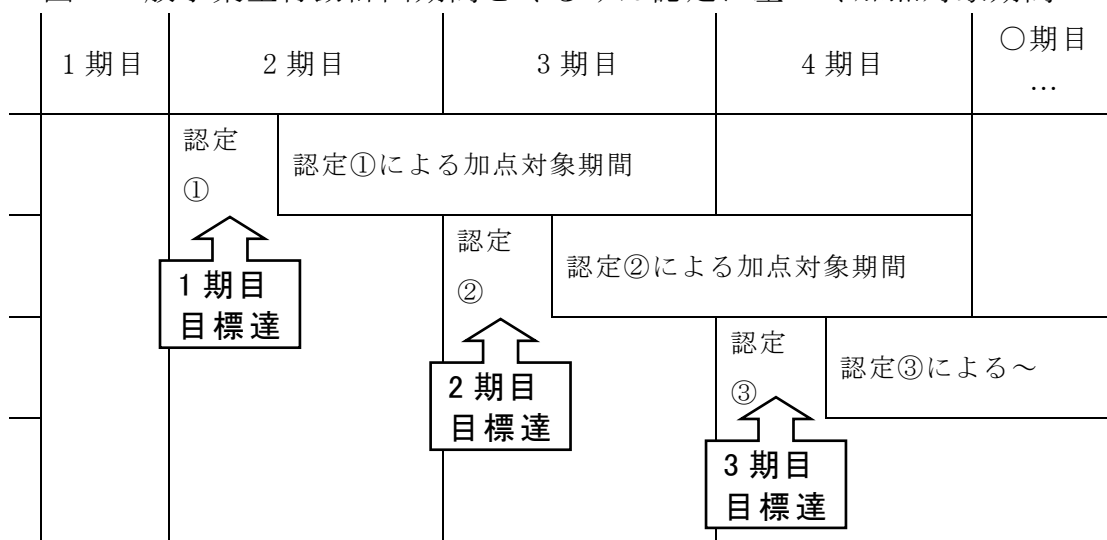 1期目
2期目
3期目
4期目
〇期目
…
認定
①
認定①による加点対象期間
1期目
目標達
認定
②
認定②による加点対象期間
2期目
目標達
認定
③
認定③による～
3期目
目標達